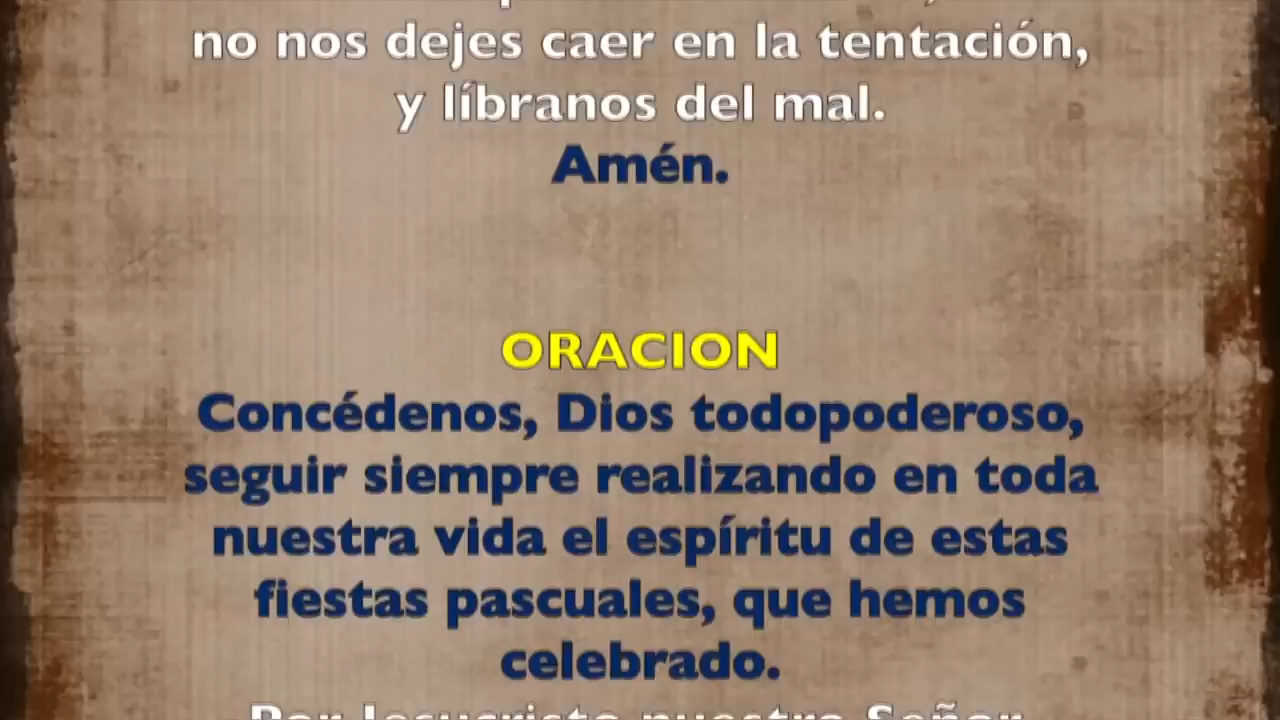 no nos dejes caer en la tentación,
y líbranos del mal.
Amén.
ORACION
Concédenos, Dios todopoderoso,
seguir siempre realizando en toda
nuestra vida el espíritu de estas
fiestas pascuales, que hemos
celebrado.
Por Jesucristo nuestro Señor